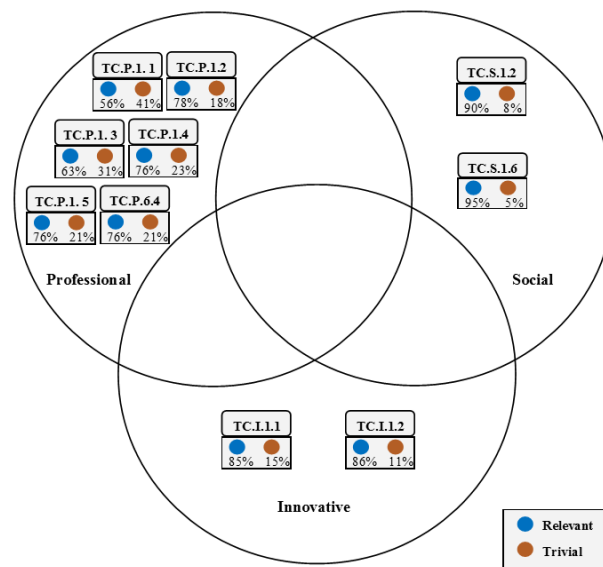 TC.P.1. 1 TC.P.1.2
56% 41% 78% 18%
TC.P.1. 3 TC.P.1.4
63% 31% 76% 23%
TC.P.1. 5 TC.P.6.4
76% 21% 76% 21%
Professional
TC.S.1.2
90% 8%
TC.S.1.6
95% 5%
Social
TC.I.1.1 TC.I.1.2
85% 15% 86% 11%
Innovative
Relevant
Trivial